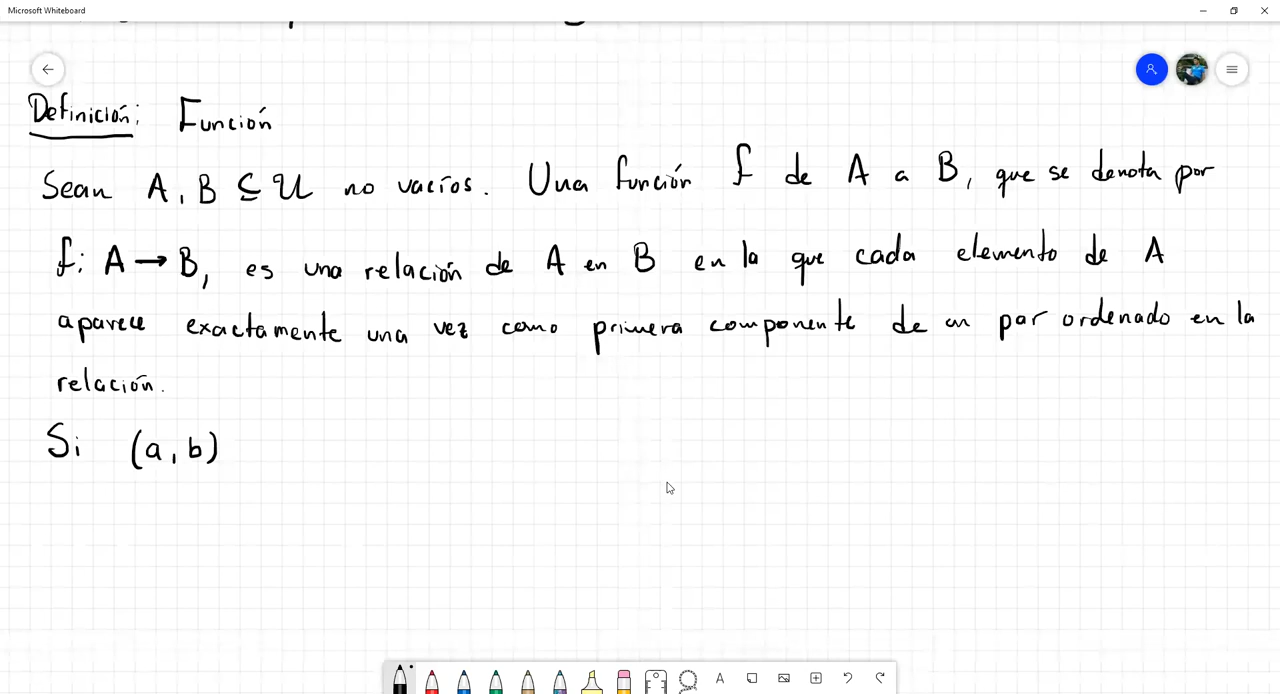 Microsoft Whiteboard
Definición: Función
Sean A, B ⊆ U no vacíos. Una función f de A a B, que se denota por
f: A → B, es una relación de A en B en la que cada elemento de A
aparece exactamente una vez como primera componente de un par ordenado en la
relación.
Si (a, b)
A